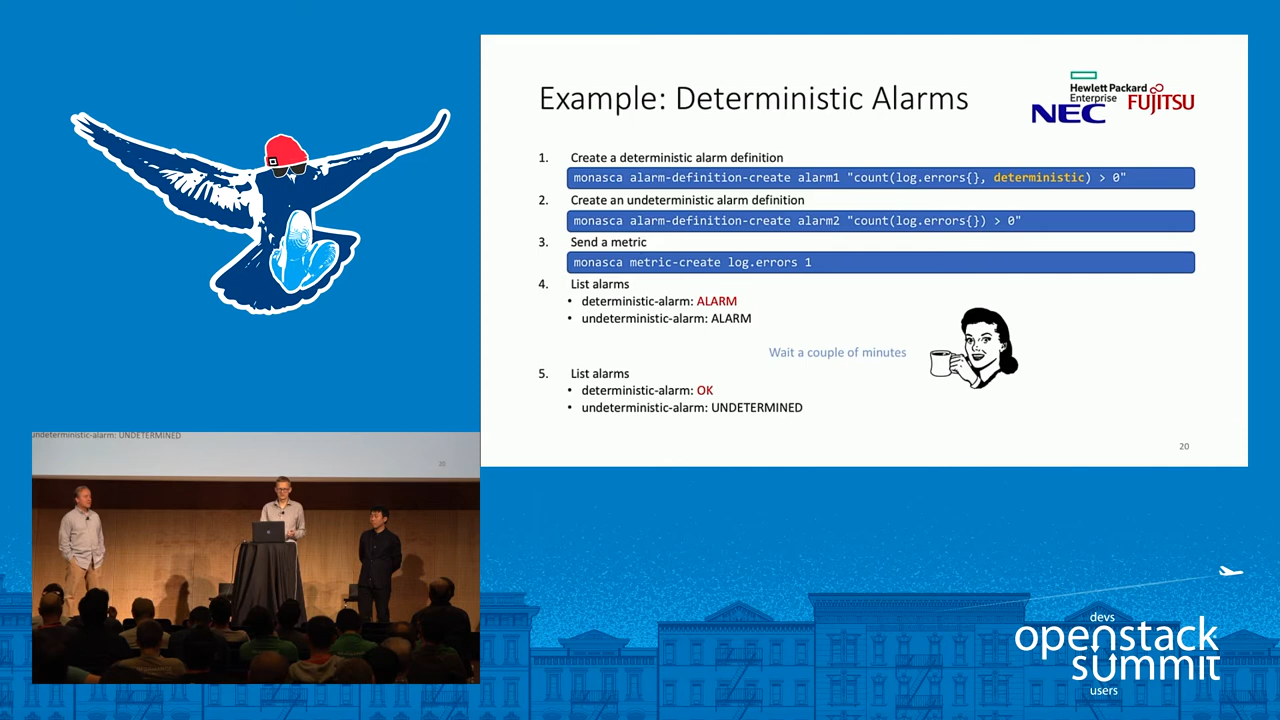 Example: Deterministic Alarms
Hewlett Packard
Enterprise
NEC
FUJITSU
1. Create a deterministic alarm definition
monasca alarm-definition-create alarm1 "count(log.errors{}, deterministic) > 0"
2. Create an undeterministic alarm definition
monasca alarm-definition-create alarm2 "count(log.errors{}) > 0"
3. Send a metric
monasca metric-create log.errors 1
4. List alarms
• deterministic-alarm: ALARM
• undeterministic-alarm: ALARM
Wait a couple of minutes
5. List alarms
• deterministic-alarm: OK
• undeterministic-alarm: UNDETERMINED
20
undeterministic-alarm: UNDETERMINED
20
devs
openstack
summit
users